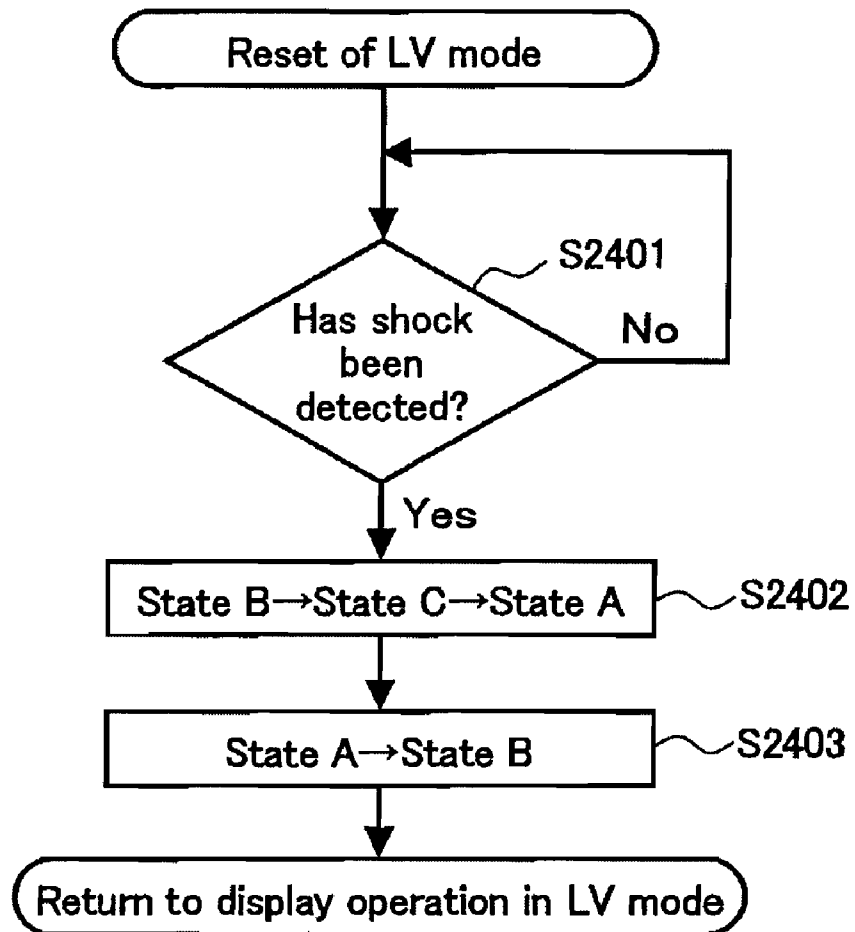 Reset of LV mode
S2401
Has shock
been
detected?
No
Yes
State B→State C→State A
S2402
State A→State B
S2403
Return to display operation in LV mode